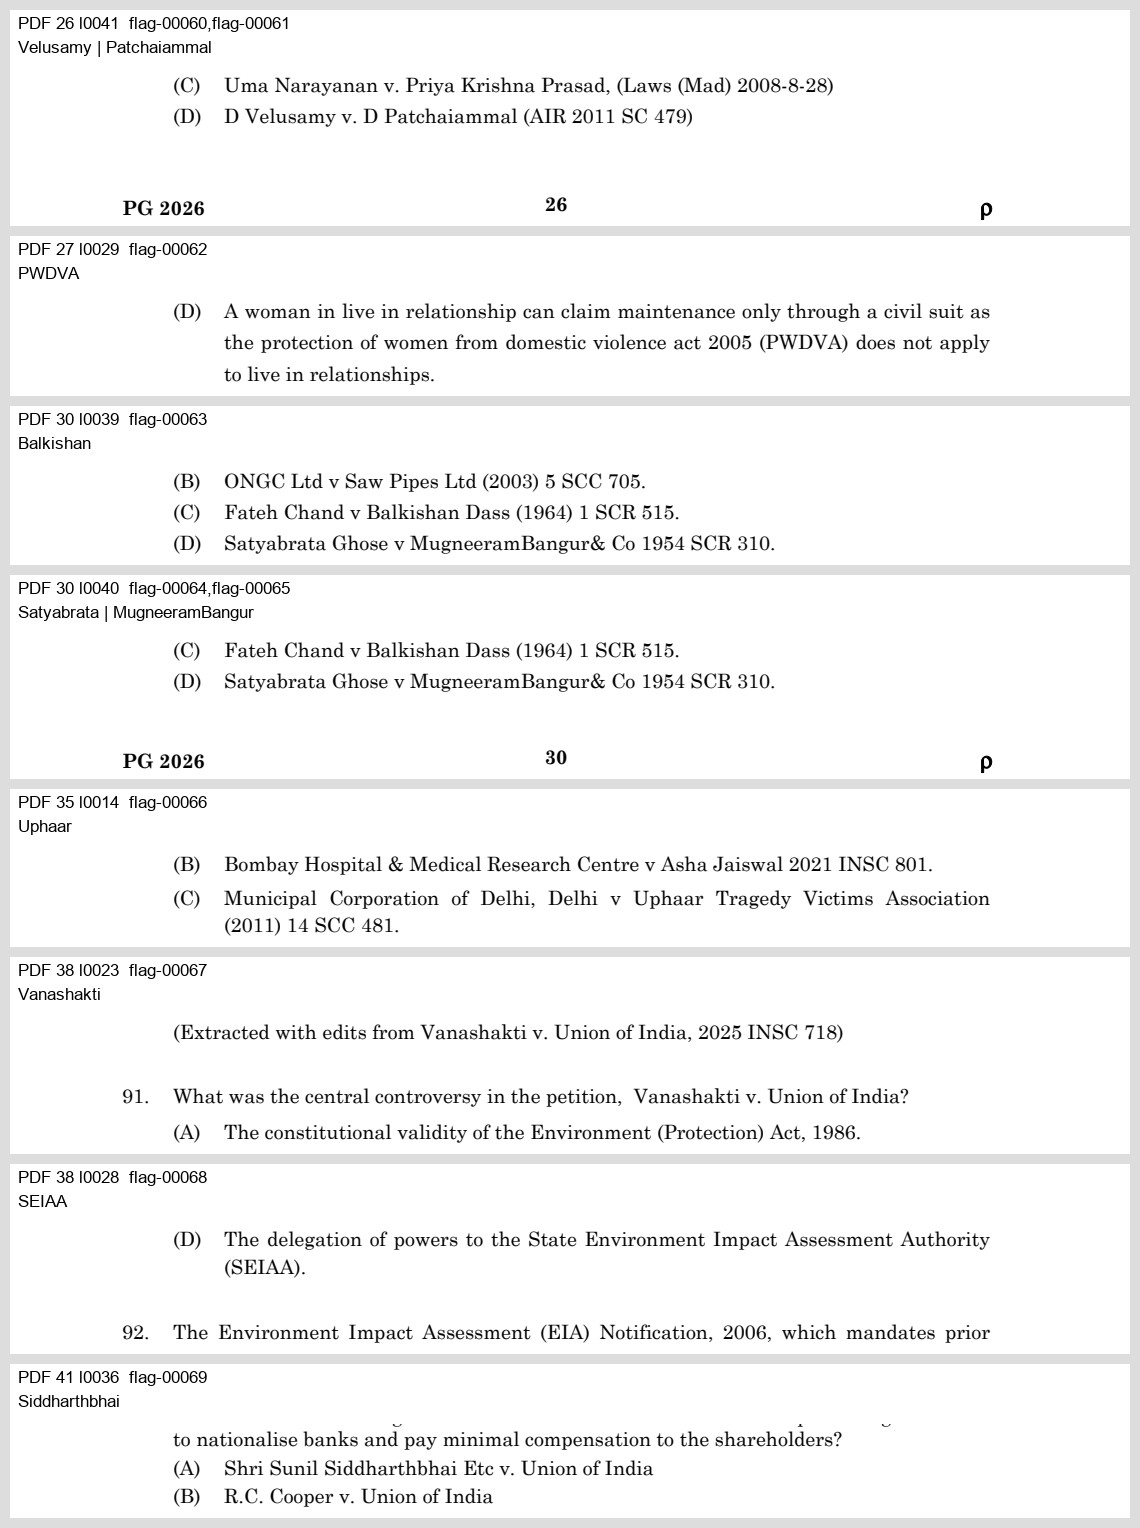 PDF 26 l0041 flag-00060,flag-00061
Velusamy | Patchaiammal
(C) Uma Narayanan v. Priya Krishna Prasad, (Laws (Mad) 2008-8-28)
(D) D Velusamy v. D Patchaiammal (AIR 2011 SC 479)
PG 2026 26 ρ
PDF 27 l0029 flag-00062
PWDVA
(D) A woman in live in relationship can claim maintenance only through a civil suit as
the protection of women from domestic violence act 2005 (PWDVA) does not apply
to live in relationships.
PDF 30 l0039 flag-00063
Balkishan
(B) ONGC Ltd v Saw Pipes Ltd (2003) 5 SCC 705.
(C) Fateh Chand v Balkishan Dass (1964) 1 SCR 515.
(D) Satyabrata Ghose v MugneeramBangur& Co 1954 SCR 310.
PDF 30 l0040 flag-00064,flag-00065
Satyabrata | MugneeramBangur
(C) Fateh Chand v Balkishan Dass (1964) 1 SCR 515.
(D) Satyabrata Ghose v MugneeramBangur& Co 1954 SCR 310.
PG 2026 30 ρ
PDF 35 l0014 flag-00066
Uphaar
(B) Bombay Hospital & Medical Research Centre v Asha Jaiswal 2021 INSC 801.
(C) Municipal Corporation of Delhi, Delhi v Uphaar Tragedy Victims Association
(2011) 14 SCC 481.
PDF 38 l0023 flag-00067
Vanashakti
(Extracted with edits from Vanashakti v. Union of India, 2025 INSC 718)
91. What was the central controversy in the petition, Vanashakti v. Union of India?
(A) The constitutional validity of the Environment (Protection) Act, 1986.
PDF 38 l0028 flag-00068
SEIAA
(D) The delegation of powers to the State Environment Impact Assessment Authority
(SEIAA).
92. The Environment Impact Assessment (EIA) Notification, 2006, which mandates prior
PDF 41 l0036 flag-00069
Siddharthbhai
to nationalise banks and pay minimal compensation to the shareholders?
(A) Shri Sunil Siddharthbhai Etc v. Union of India
(B) R.C. Cooper v. Union of India